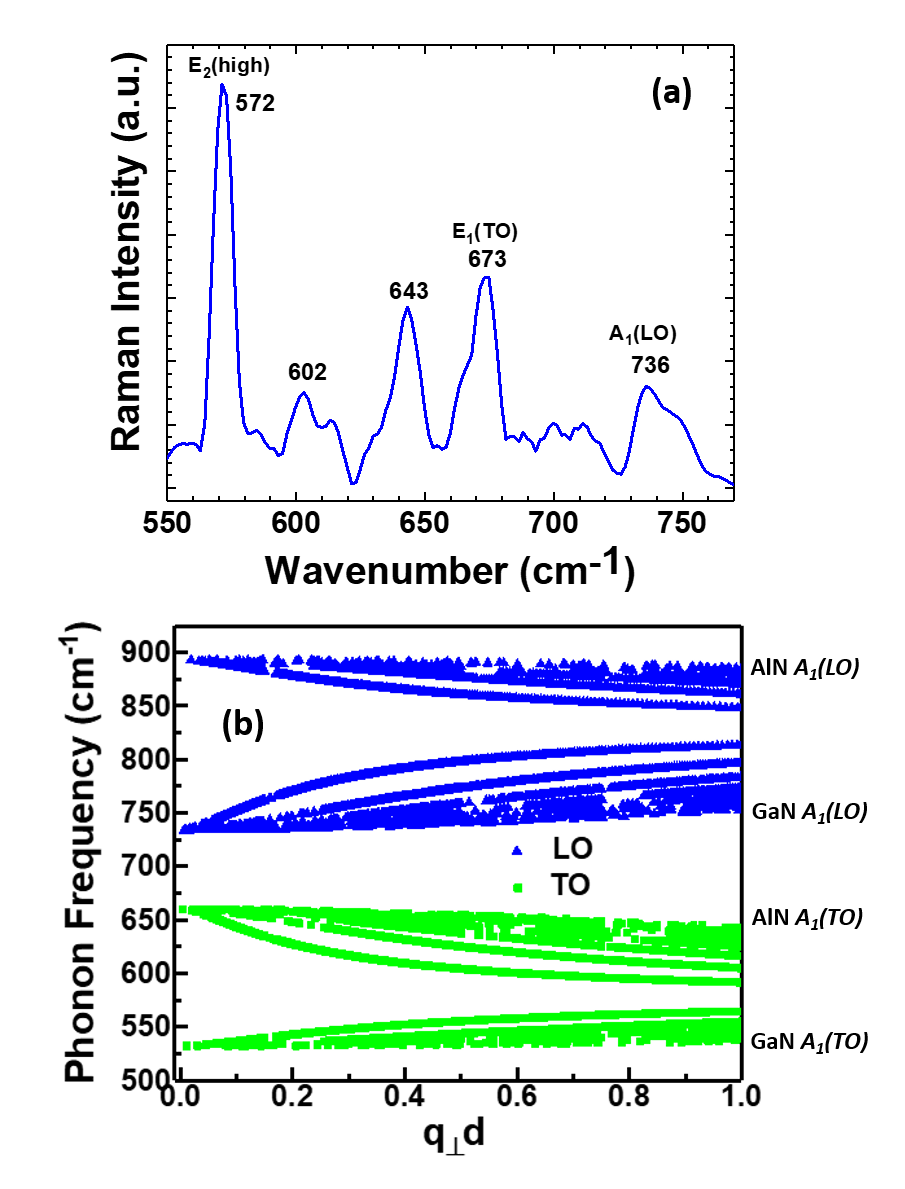 E₂(high)
572
(a)
E₁(TO)
673
643
A₁(LO)
736
602
Raman Intensity (a.u.)
550 600 650 700 750
Wavenumber (cm⁻¹)
900
850
800
750
700
650
600
550
500
Phonon Frequency (cm⁻¹)
(b)
LO
TO
AlN A₁(LO)
GaN A₁(LO)
AlN A₁(TO)
GaN A₁(TO)
0.0 0.2 0.4 0.6 0.8 1.0
q⊥d